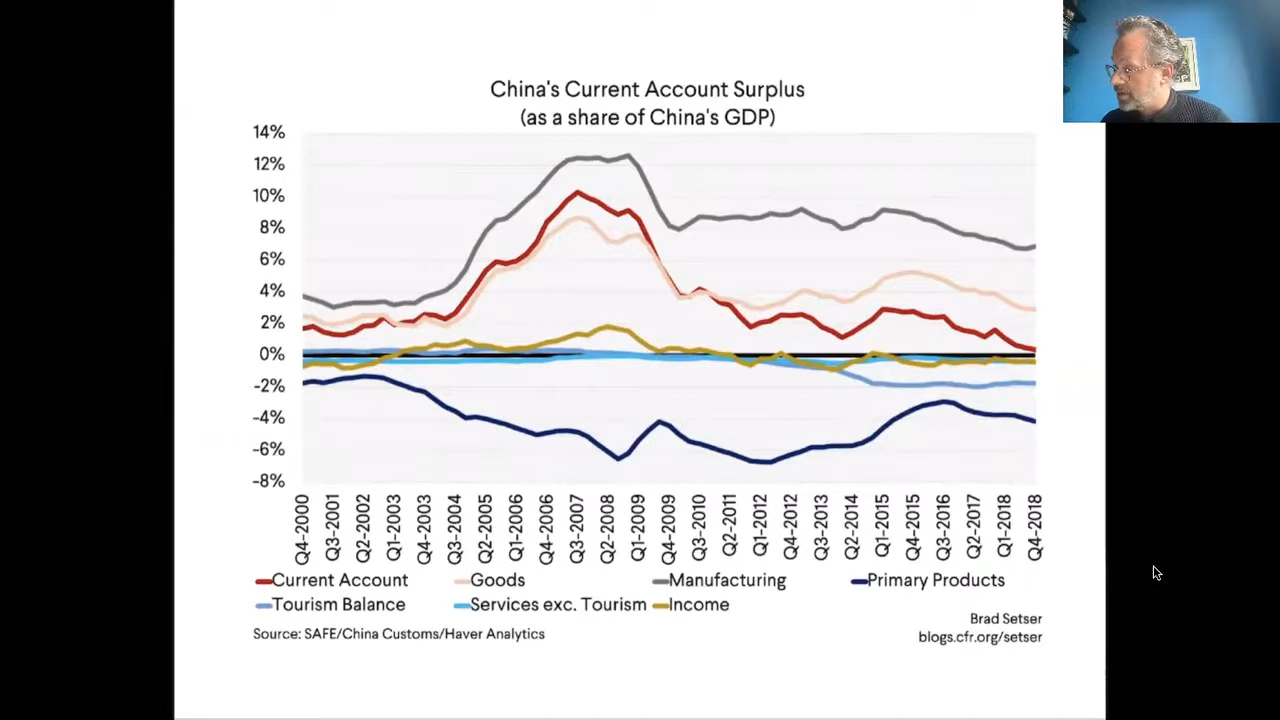 China's Current Account Surplus
(as a share of China's GDP)
14%
12%
10%
8%
6%
4%
2%
0%
-2%
-4%
-6%
-8%
Q4-2000
Q3-2001
Q2-2002
Q1-2003
Q4-2003
Q3-2004
Q2-2005
Q1-2006
Q4-2006
Q3-2007
Q2-2008
Q1-2009
Q4-2009
Q3-2010
Q2-2011
Q1-2012
Q4-2012
Q3-2013
Q2-2014
Q1-2015
Q4-2015
Q3-2016
Q2-2017
Q1-2018
Q4-2018
Current Account Goods Manufacturing Primary Products
Tourism Balance Services exc. Tourism Income
Source: SAFE/China Customs/Haver Analytics
Brad Setser
blogs.cfr.org/setser